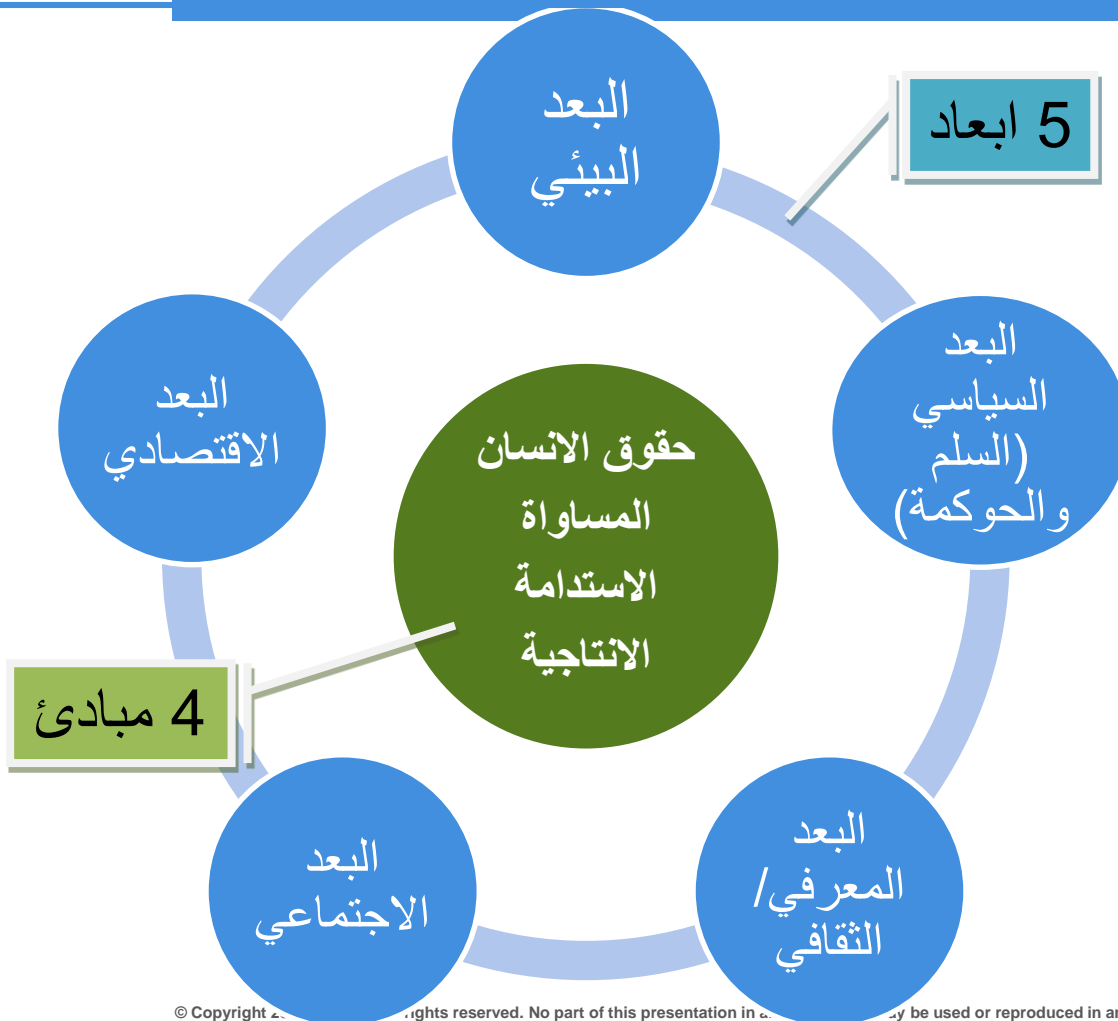 البعد
البيئي
5 ابعاد
البعد
السياسي
(السلم
والحوكمة)
البعد
الاقتصادي
حقوق الانسان
المساواة
الاستدامة
الانتاجية
4 مبادئ
البعد
المعرفي/
الثقافي
البعد
الاجتماعي
© Copyright rights reserved. No part of this presentation in be used or reproduced in